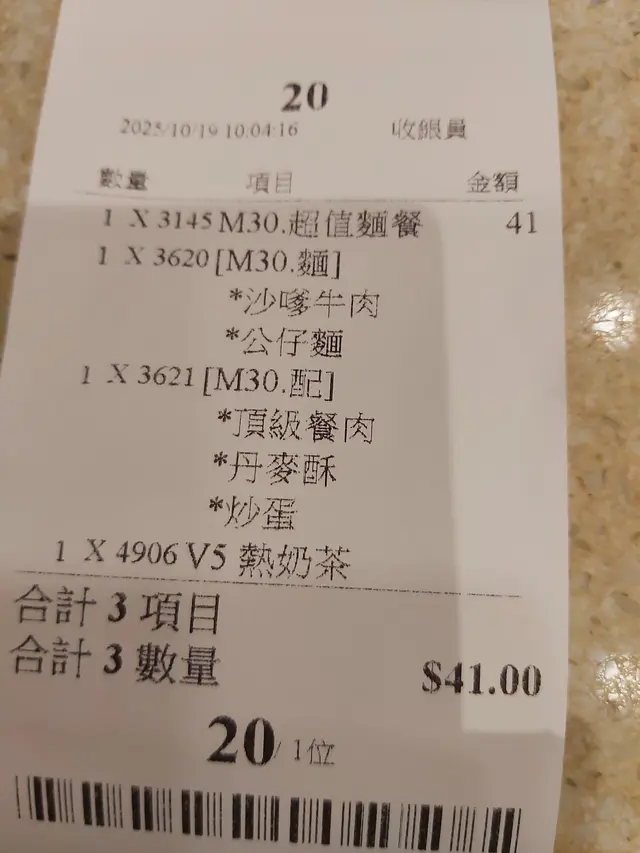 20
2025/10/19 10:04:16 收銀員
數量 項目 金額
1 X 3145 M30.超值麵餐 41
1 X 3620 [M30.麵]
*沙嗲牛肉
*公仔麵
1 X 3621 [M30.配]
*頂級餐肉
*丹麥酥
*炒蛋
1 X 4906 V5 熱奶茶
合計 3 項目
合計 3 數量 $41.00
20/ 1位